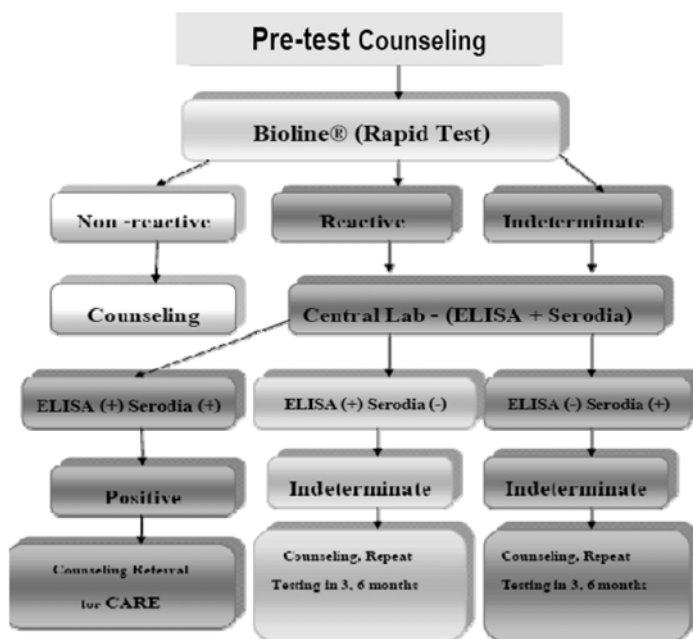 Pre-test Counseling
Bioline® (Rapid Test)
Non -reactive
Reactive
Indeterminate
Counseling
Central Lab - (ELISA + Serodia)
ELISA (+) Serodia (+)
ELISA (+) Serodia (-)
ELISA (-) Serodia (+)
Positive
Indeterminate
Indeterminate
Counseling Referral
for CARE
Counseling, Repeat
Testing in 3, 6 months
Counseling, Repeat
Testing in 3, 6 months